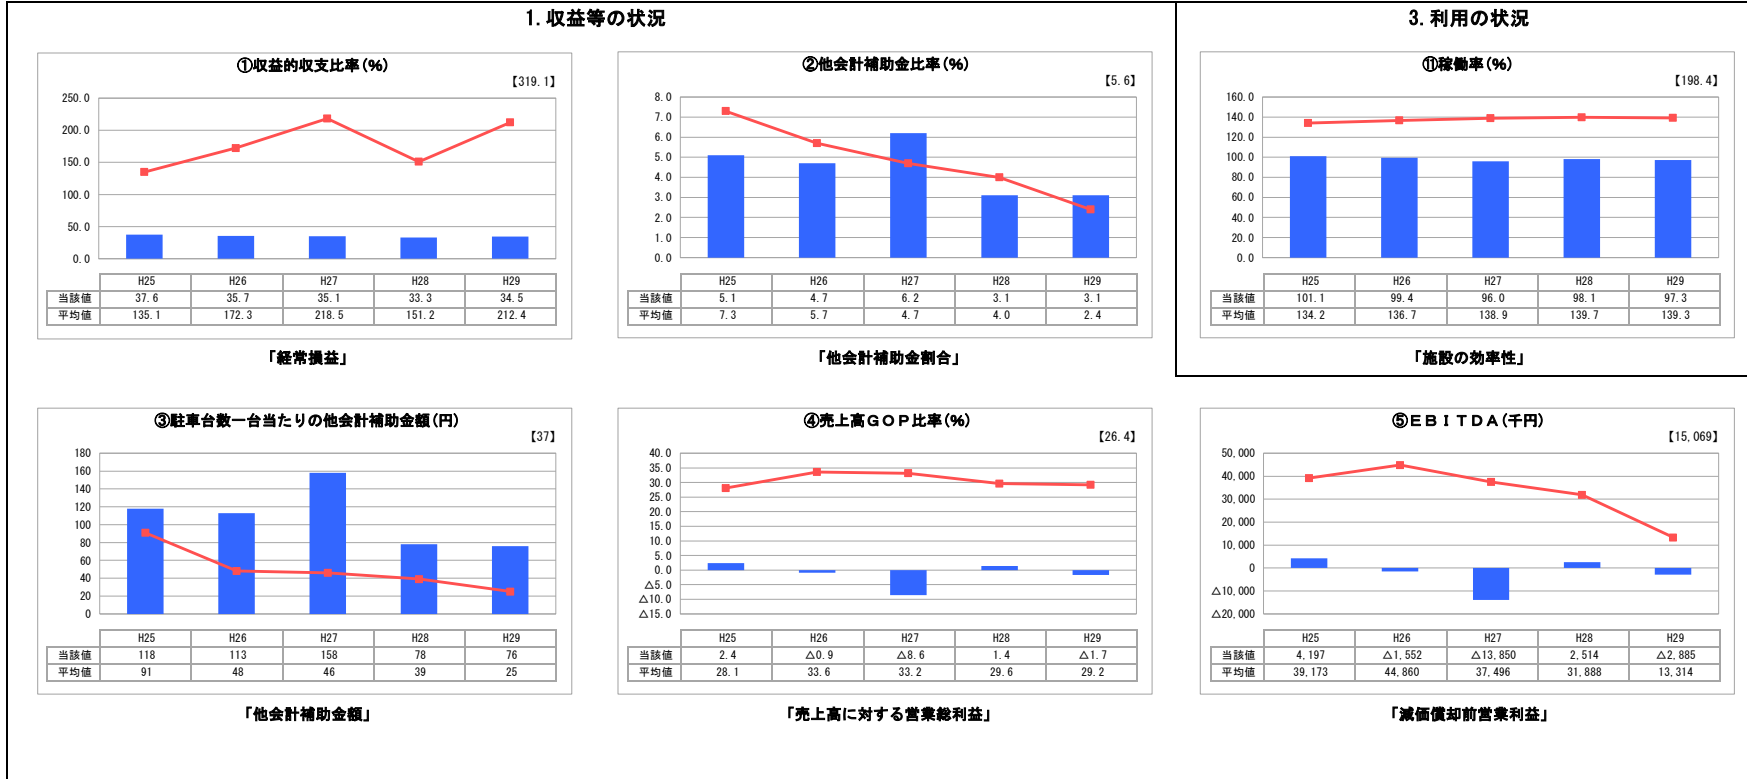 1. 収益等の状況
3. 利用の状況
①収益的収支比率(%)
【319.1】
250.0
200.0
150.0
100.0
50.0
0.0
H25 H26 H27 H28 H29
当該値 37.6 35.7 35.1 33.3 34.5
平均値 135.1 172.3 218.5 151.2 212.4
「経常損益」
②他会計補助金比率(%)
【5.6】
8.0
7.0
6.0
5.0
4.0
3.0
2.0
1.0
0.0
H25 H26 H27 H28 H29
当該値 5.1 4.7 6.2 3.1 3.1
平均値 7.3 5.7 4.7 4.0 2.4
「他会計補助金割合」
⑪稼働率(%)
【198.4】
160.0
140.0
120.0
100.0
80.0
60.0
40.0
20.0
0.0
H25 H26 H27 H28 H29
当該値 101.1 99.4 96.0 98.1 97.3
平均値 134.2 136.7 138.9 139.7 139.3
「施設の効率性」
③駐車台数一台当たりの他会計補助金額(円)
【37】
180
160
140
120
100
80
60
40
20
0
H25 H26 H27 H28 H29
当該値 118 113 158 78 76
平均値 91 48 46 39 25
「他会計補助金額」
④売上高ＧＯＰ比率(%)
【26.4】
40.0
35.0
30.0
25.0
20.0
15.0
10.0
5.0
0.0
△5.0
△10.0
△15.0
H25 H26 H27 H28 H29
当該値 2.4 △0.9 △8.6 1.4 △1.7
平均値 28.1 33.6 33.2 29.6 29.2
「売上高に対する営業総利益」
⑤ＥＢＩＴＤＡ(千円)
【15,069】
50,000
40,000
30,000
20,000
10,000
0
△10,000
△20,000
H25 H26 H27 H28 H29
当該値 4,197 △1,552 △13,850 2,514 △2,885
平均値 39,173 44,860 37,496 31,888 13,314
「減価償却前営業利益」